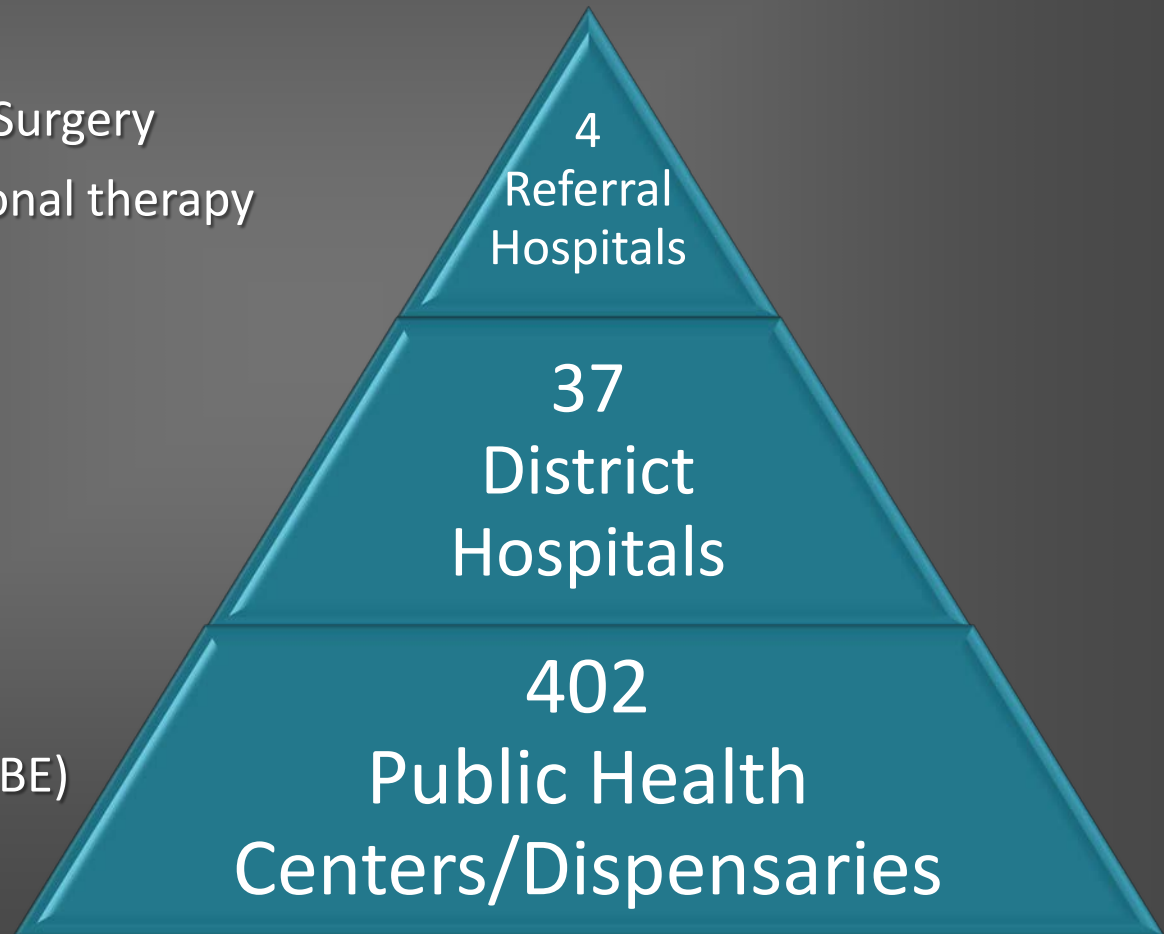 Surgery
onal therapy
BE)
4
Referral
Hospitals
37
District
Hospitals
402
Public Health
Centers/Dispensaries